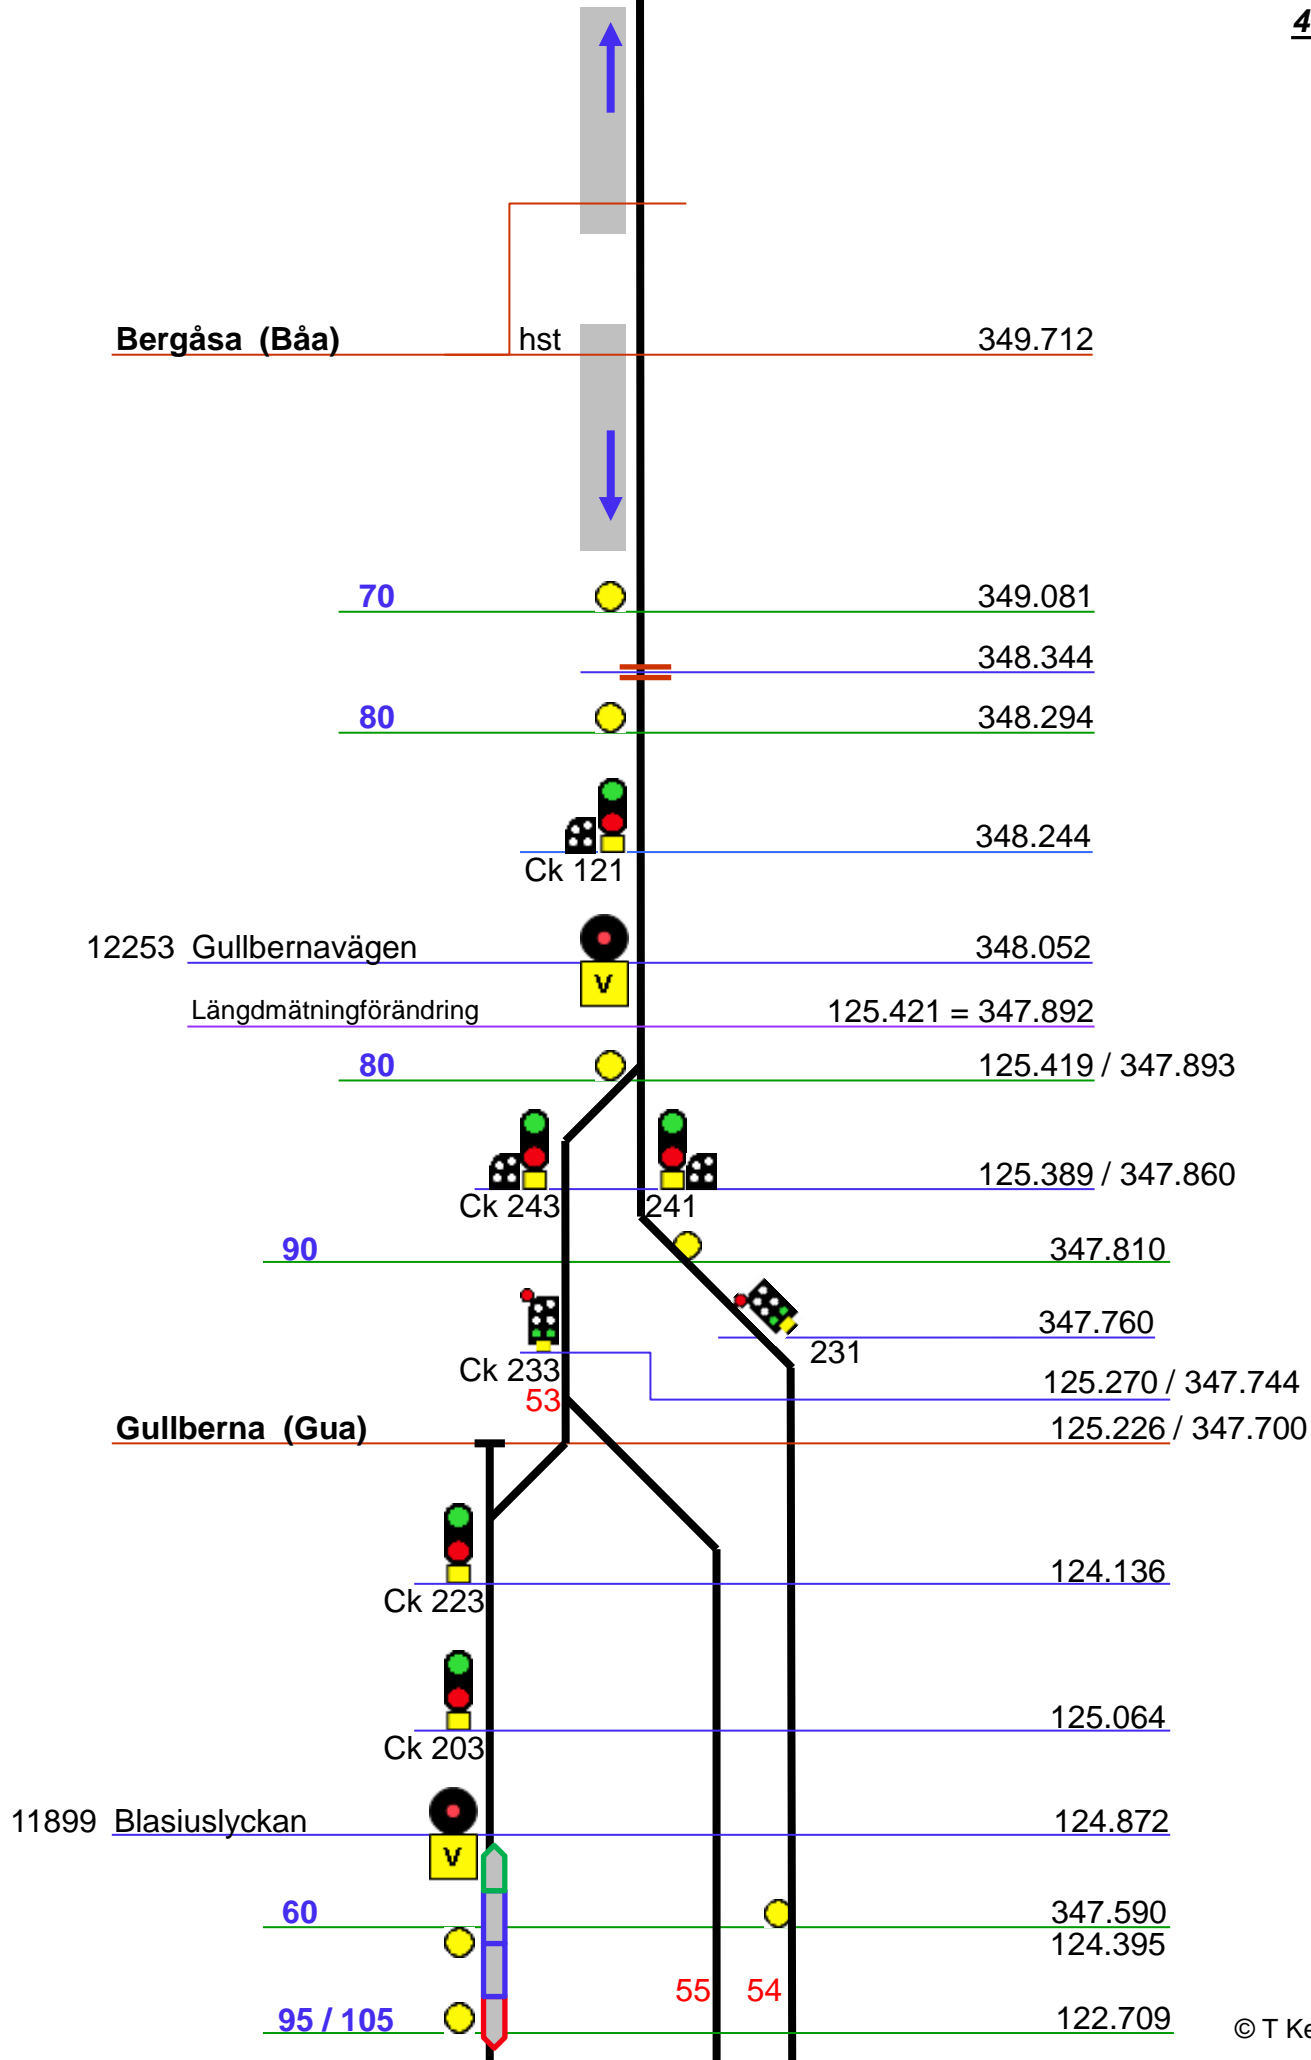 4
Bergåsa (Båa) hst 349.712
70 349.081
348.344
80 348.294
348.244
Ck 121
12253 Gullbernavägen 348.052
V
Längdmätningförändring 125.421 = 347.892
80 125.419 / 347.893
125.389 / 347.860
Ck 243 241
90 347.810
347.760
231
Ck 233
125.270 / 347.744
53
Gullberna (Gua) 125.226 / 347.700
124.136
Ck 223
125.064
Ck 203
11899 Blasiuslyckan 124.872
V
60 347.590
124.395
55 54
95 / 105 122.709
© T Ke